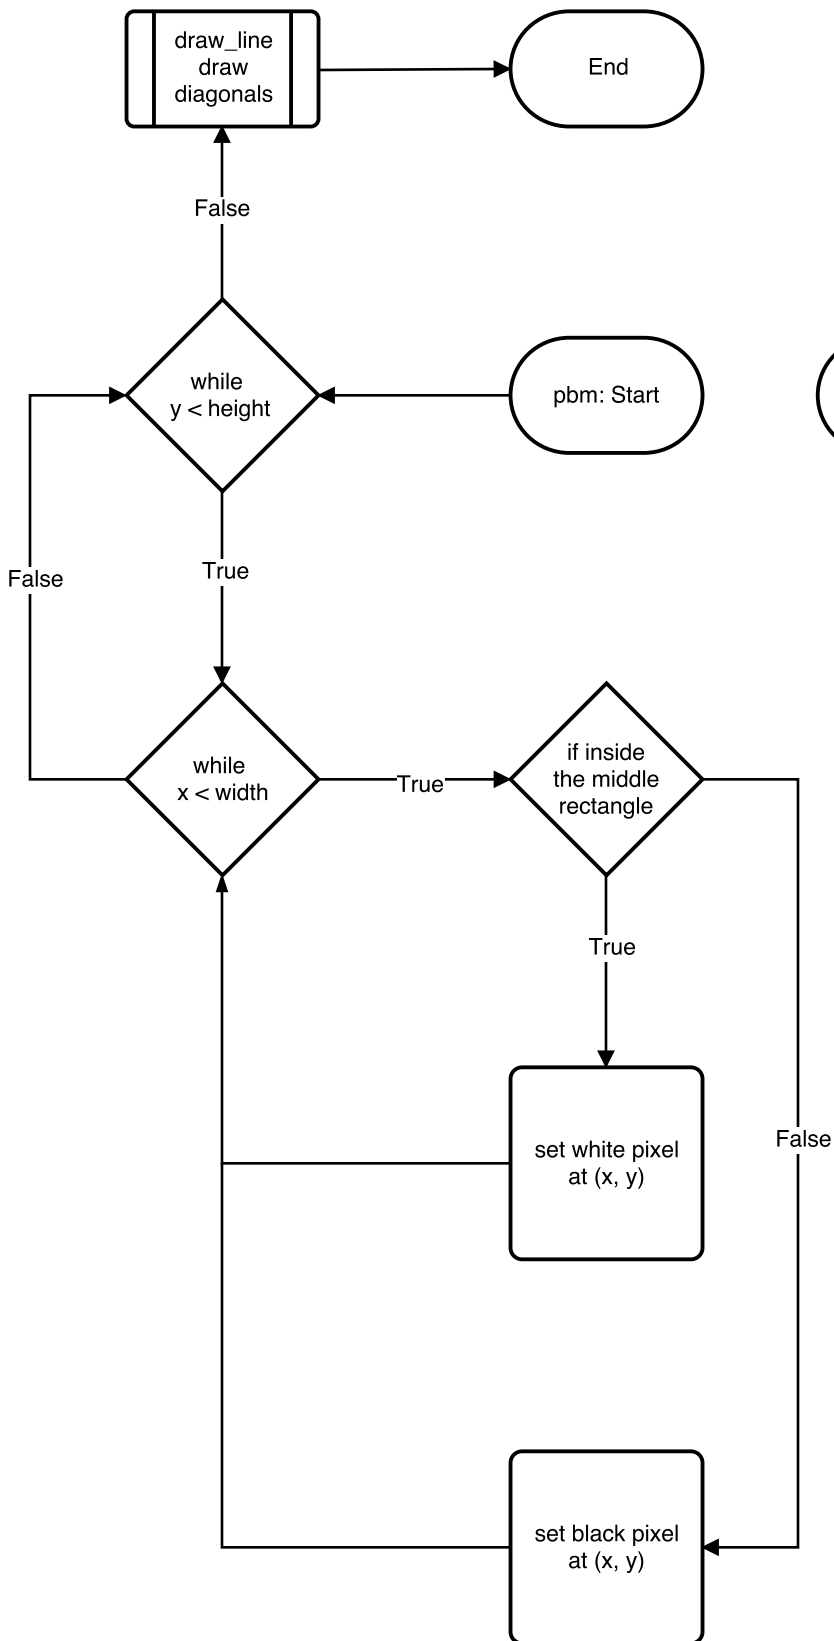 draw_line
draw
diagonals
End
False
while
y < height
pbm: Start
False
True
while
x < width
True
if inside
the middle
rectangle
True
False
set white pixel
at (x, y)
set black pixel
at (x, y)